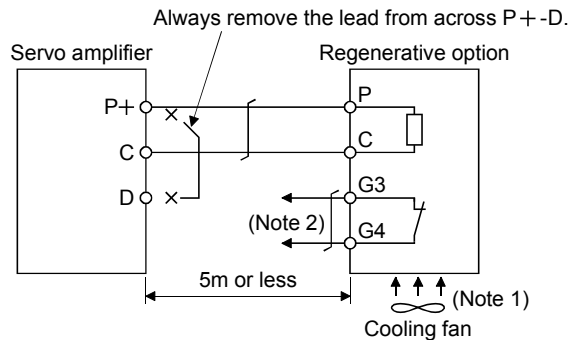 Always remove the lead from across P+-D.
Servo amplifier
Regenerative option
P+
P
C
C
G3
D
(Note 2)
G4
5m or less
(Note 1)
Cooling fan